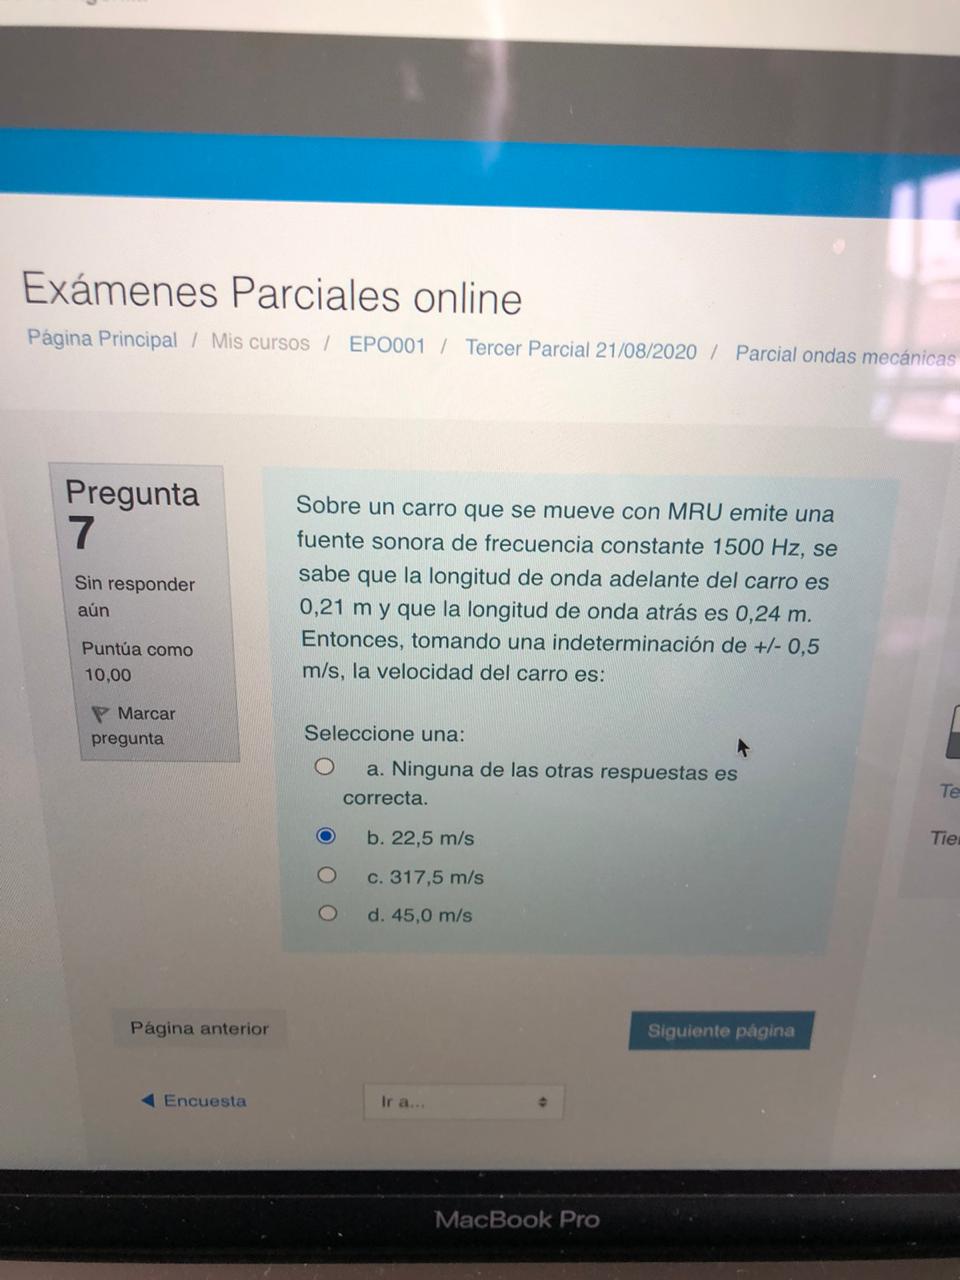 Exámenes Parciales online
Página Principal / Mis cursos / EPO001 / Tercer Parcial 21/08/2020 / Parcial ondas mecánicas
Pregunta
7
Sin responder
aún
Puntúa como
10,00
Marcar
pregunta
Sobre un carro que se mueve con MRU emite una
fuente sonora de frecuencia constante 1500 Hz, se
sabe que la longitud de onda adelante del carro es
0,21 m y que la longitud de onda atrás es 0,24 m.
Entonces, tomando una indeterminación de +/- 0,5
m/s, la velocidad del carro es:
Seleccione una:
a. Ninguna de las otras respuestas es
correcta.
b. 22,5 m/s
c. 317,5 m/s
d. 45,0 m/s
Te
Tie
Página anterior
Siguiente página
Encuesta
Ir a...
MacBook Pro